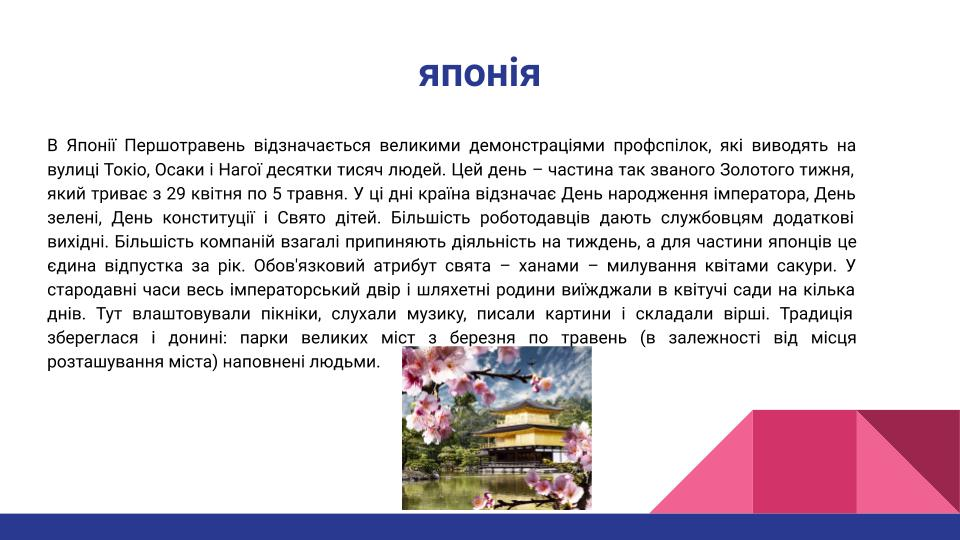 японія
В Японії Першотравень відзначається великими демонстраціями профспілок, які виводять на
вулиці Токіо, Осаки і Нагої десятки тисяч людей. Цей день – частина так званого Золотого тижня,
який триває з 29 квітня по 5 травня. У ці дні країна відзначає День народження імператора, День
зелені, День конституції і Свято дітей. Більшість роботодавців дають службовцям додаткові
вихідні. Більшість компаній взагалі припиняють діяльність на тиждень, а для частини японців це
єдина відпустка за рік. Обов'язковий атрибут свята – ханами – милування квітами сакури. У
стародавні часи весь імператорський двір і шляхетні родини виїжджали в квітучі сади на кілька
днів. Тут влаштовували пікніки, слухали музику, писали картини і складали вірші. Традиція
збереглася і донині: парки великих міст з березня по травень (в залежності від місця
розташування міста) наповнені людьми.